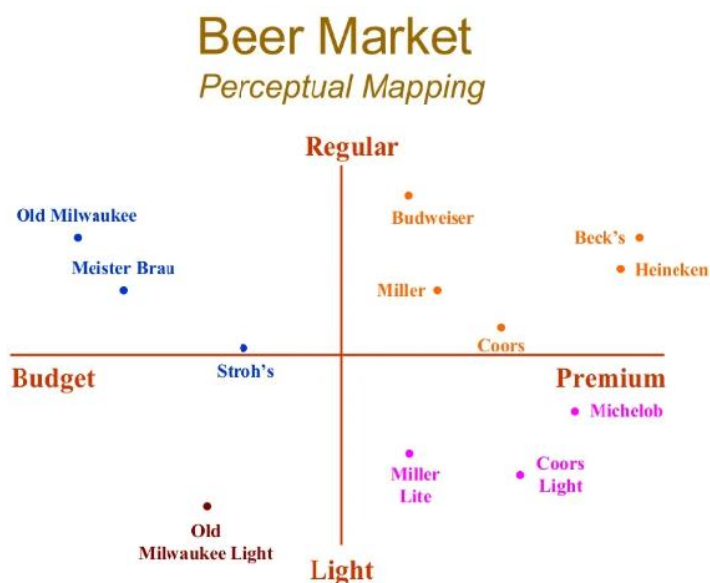 Beer Market
Perceptual Mapping
Regular
Old Milwaukee
Budweiser
Beck's
Meister Brau
Heineken
Miller
Coors
Stroh's
Budget
Premium
Michelob
Miller
Lite
Coors
Light
Old
Milwaukee Light
Light